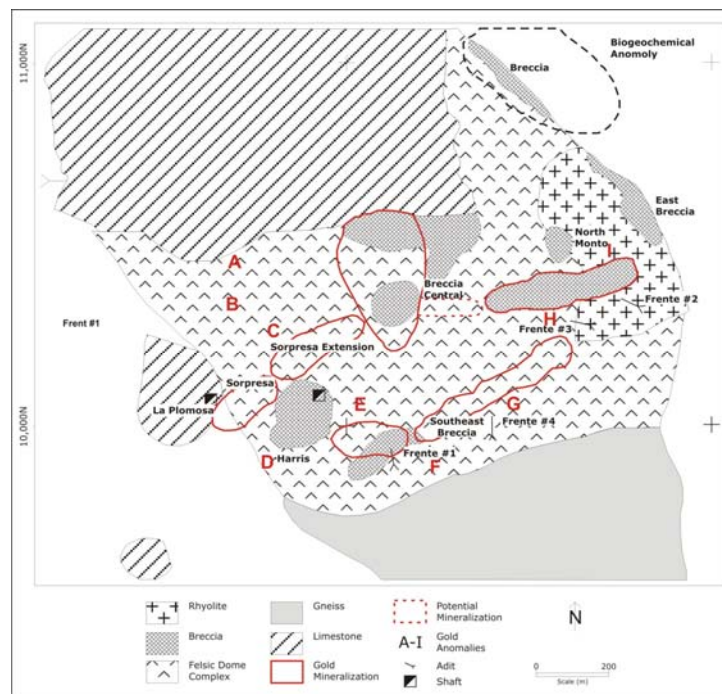 11,000N
Biogeochemical
Anomoly
Breccia
East
Breccia
North
Monto
A
I
B
Breccia
Central
Frente #2
H
Frente #3
Frent #1
C
Sorpresa Extension
Sorpresa
La Plomosa
E
G
10,000N
Southeast
Breccia
Frente #4
D
Harris
Frente #1
F
Rhyolite
Breccia
Felsic Dome
Complex
Gneiss
Limestone
Gold
Mineralization
Potential
Mineralization
A-I
Gold
Anomalies
Adit
Shaft
N
0
200
Scale (m)